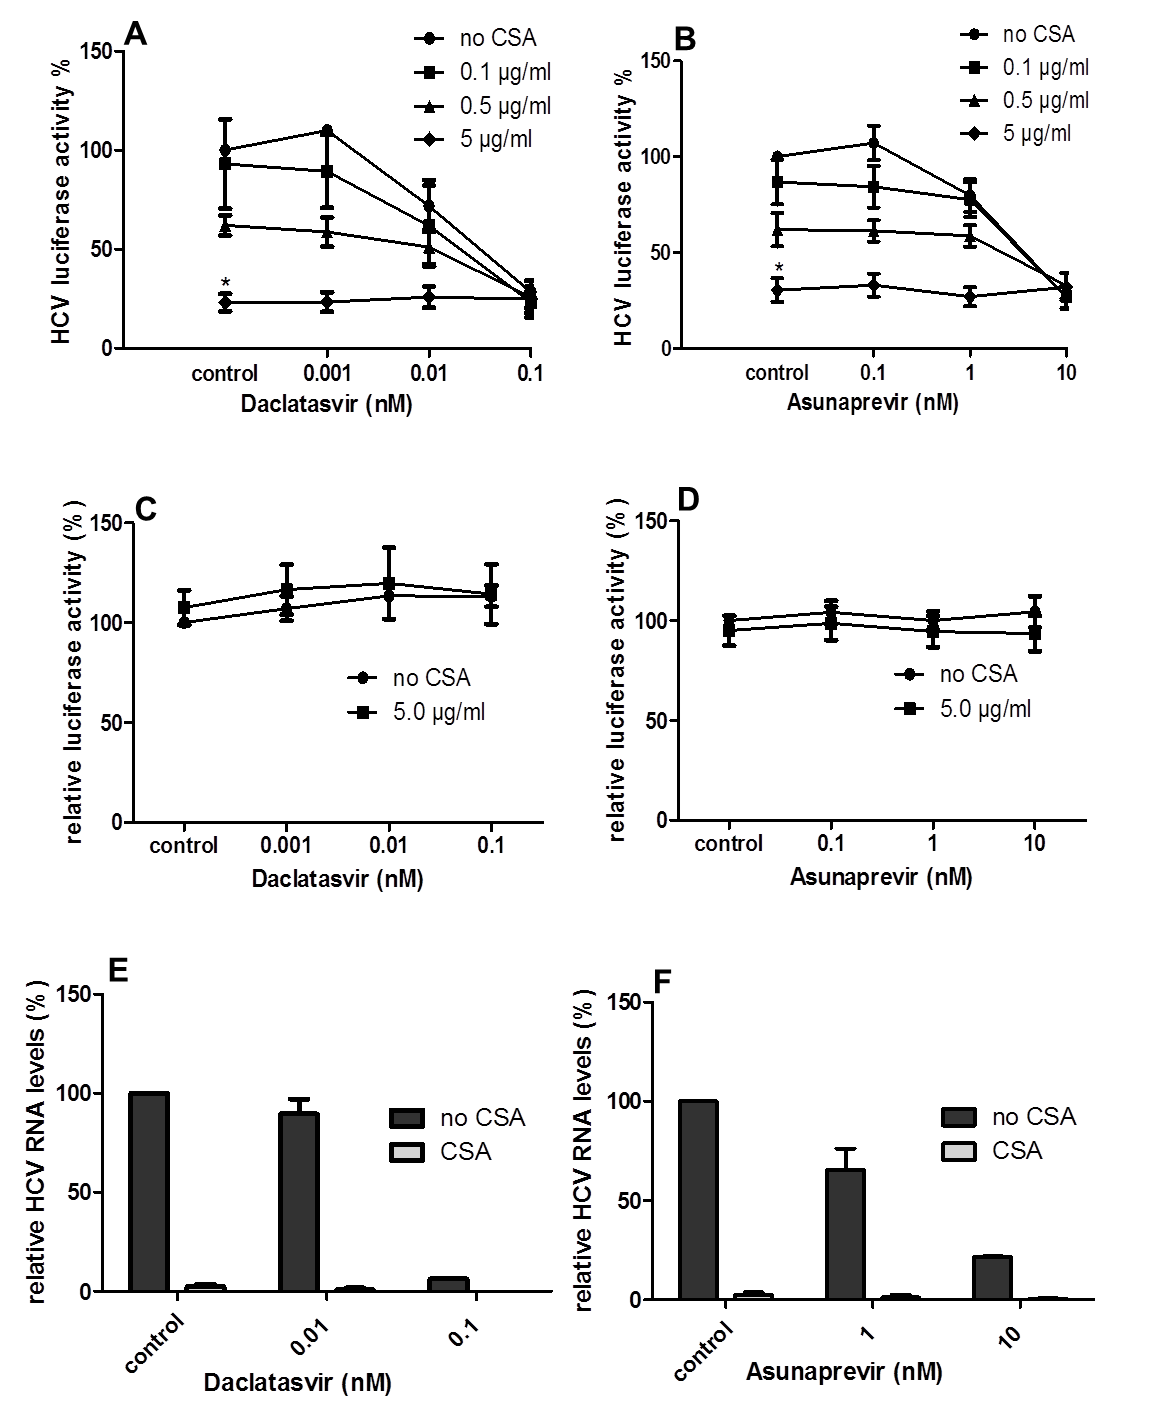 A
HCV luciferase activity %
150
100
50
0
no CSA
0.1 µg/ml
0.5 µg/ml
5 µg/ml
*
control 0.001 0.01 0.1
Daclatasvir (nM)
B
HCV luciferase activity %
150
100
50
0
no CSA
0.1 µg/ml
0.5 µg/ml
5 µg/ml
*
control 0.1 1 10
Asunaprevir (nM)
C
relative luciferase activity (%)
150
100
50
0
no CSA
5.0 µg/ml
control 0.001 0.01 0.1
Daclatasvir (nM)
D
relative luciferase activity (%)
150
100
50
0
no CSA
5.0 µg/ml
control 0.1 1 10
Asunaprevir (nM)
E
relative HCV RNA levels (%)
150
100
50
0
no CSA
CSA
control 0.01 0.1
Daclatasvir (nM)
F
relative HCV RNA levels (%)
150
100
50
0
no CSA
CSA
control 1 10
Asunaprevir (nM)